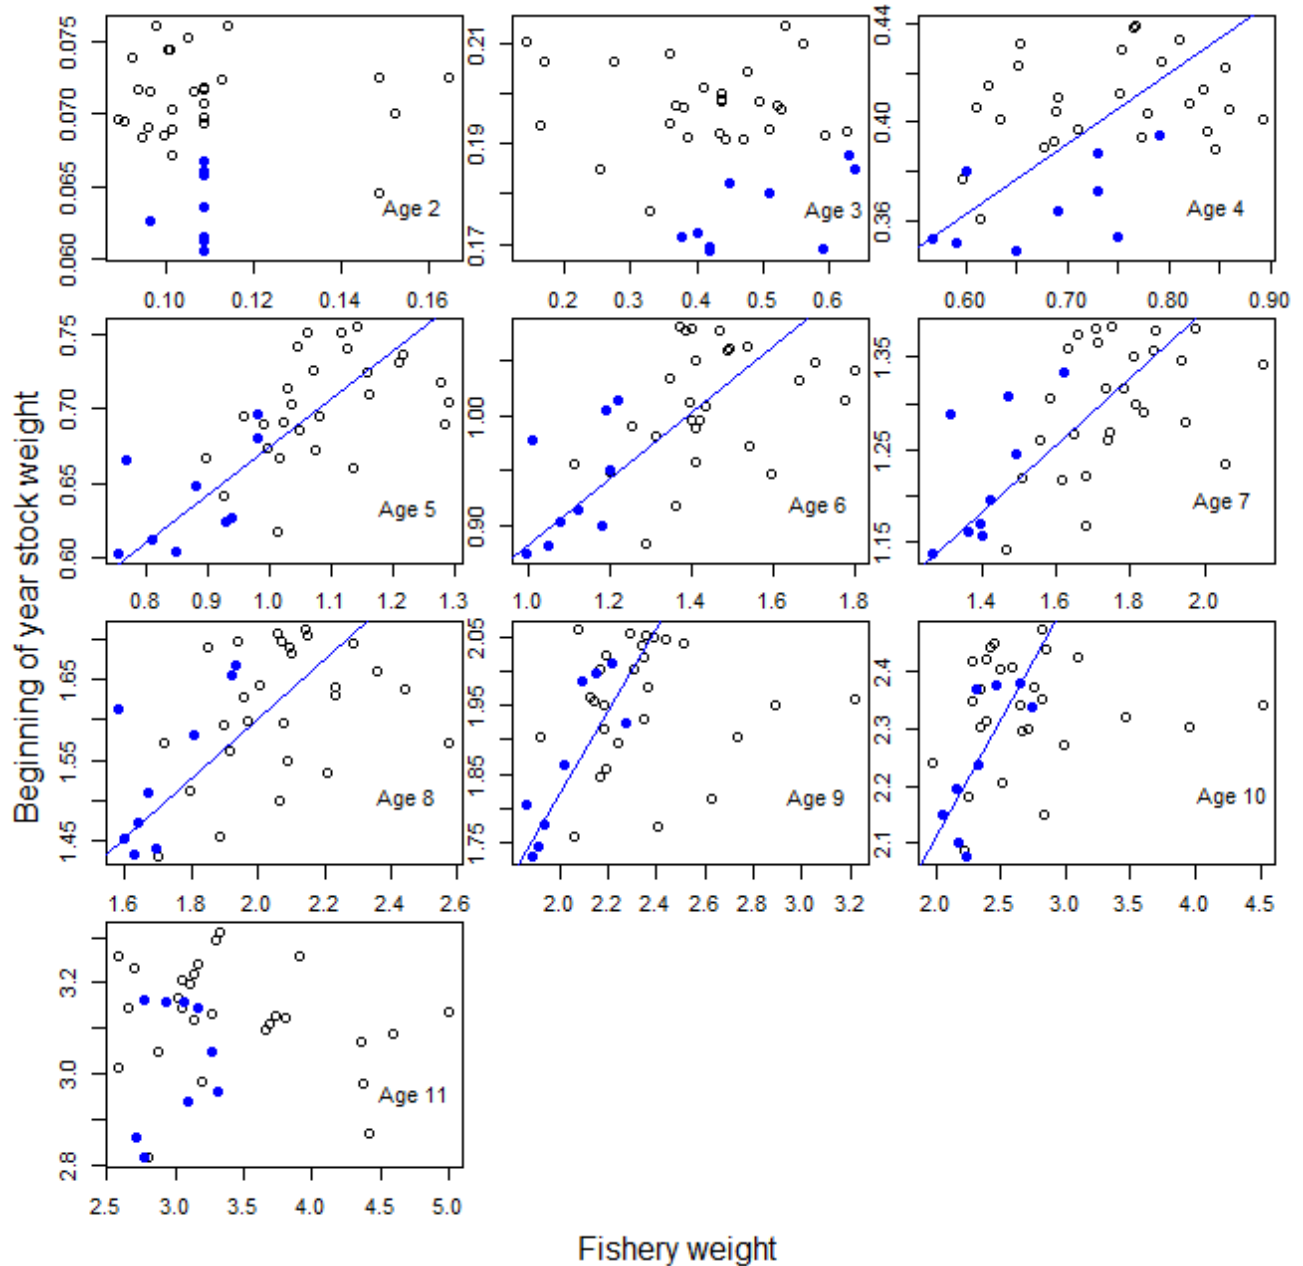 0.060 0.065 0.070 0.075
0.10 0.12 0.14 0.16
Age 2
0.17 0.19 0.21
0.2 0.3 0.4 0.5 0.6
Age 3
0.36 0.40 0.44
0.60 0.70 0.80 0.90
Age 4
0.60 0.65 0.70 0.75
0.8 0.9 1.0 1.1 1.2 1.3
Age 5
0.90 1.00
1.0 1.2 1.4 1.6 1.8
Age 6
1.15 1.25 1.35
1.4 1.6 1.8 2.0
Age 7
1.45 1.55 1.65
1.6 1.8 2.0 2.2 2.4 2.6
Age 8
1.75 1.85 1.95 2.05
2.0 2.2 2.4 2.6 2.8 3.0 3.2
Age 9
2.1 2.2 2.3 2.4
2.0 2.5 3.0 3.5 4.0 4.5
Age 10
2.8 3.0 3.2
2.5 3.0 3.5 4.0 4.5 5.0
Age 11
Beginning of year stock weight
Fishery weight